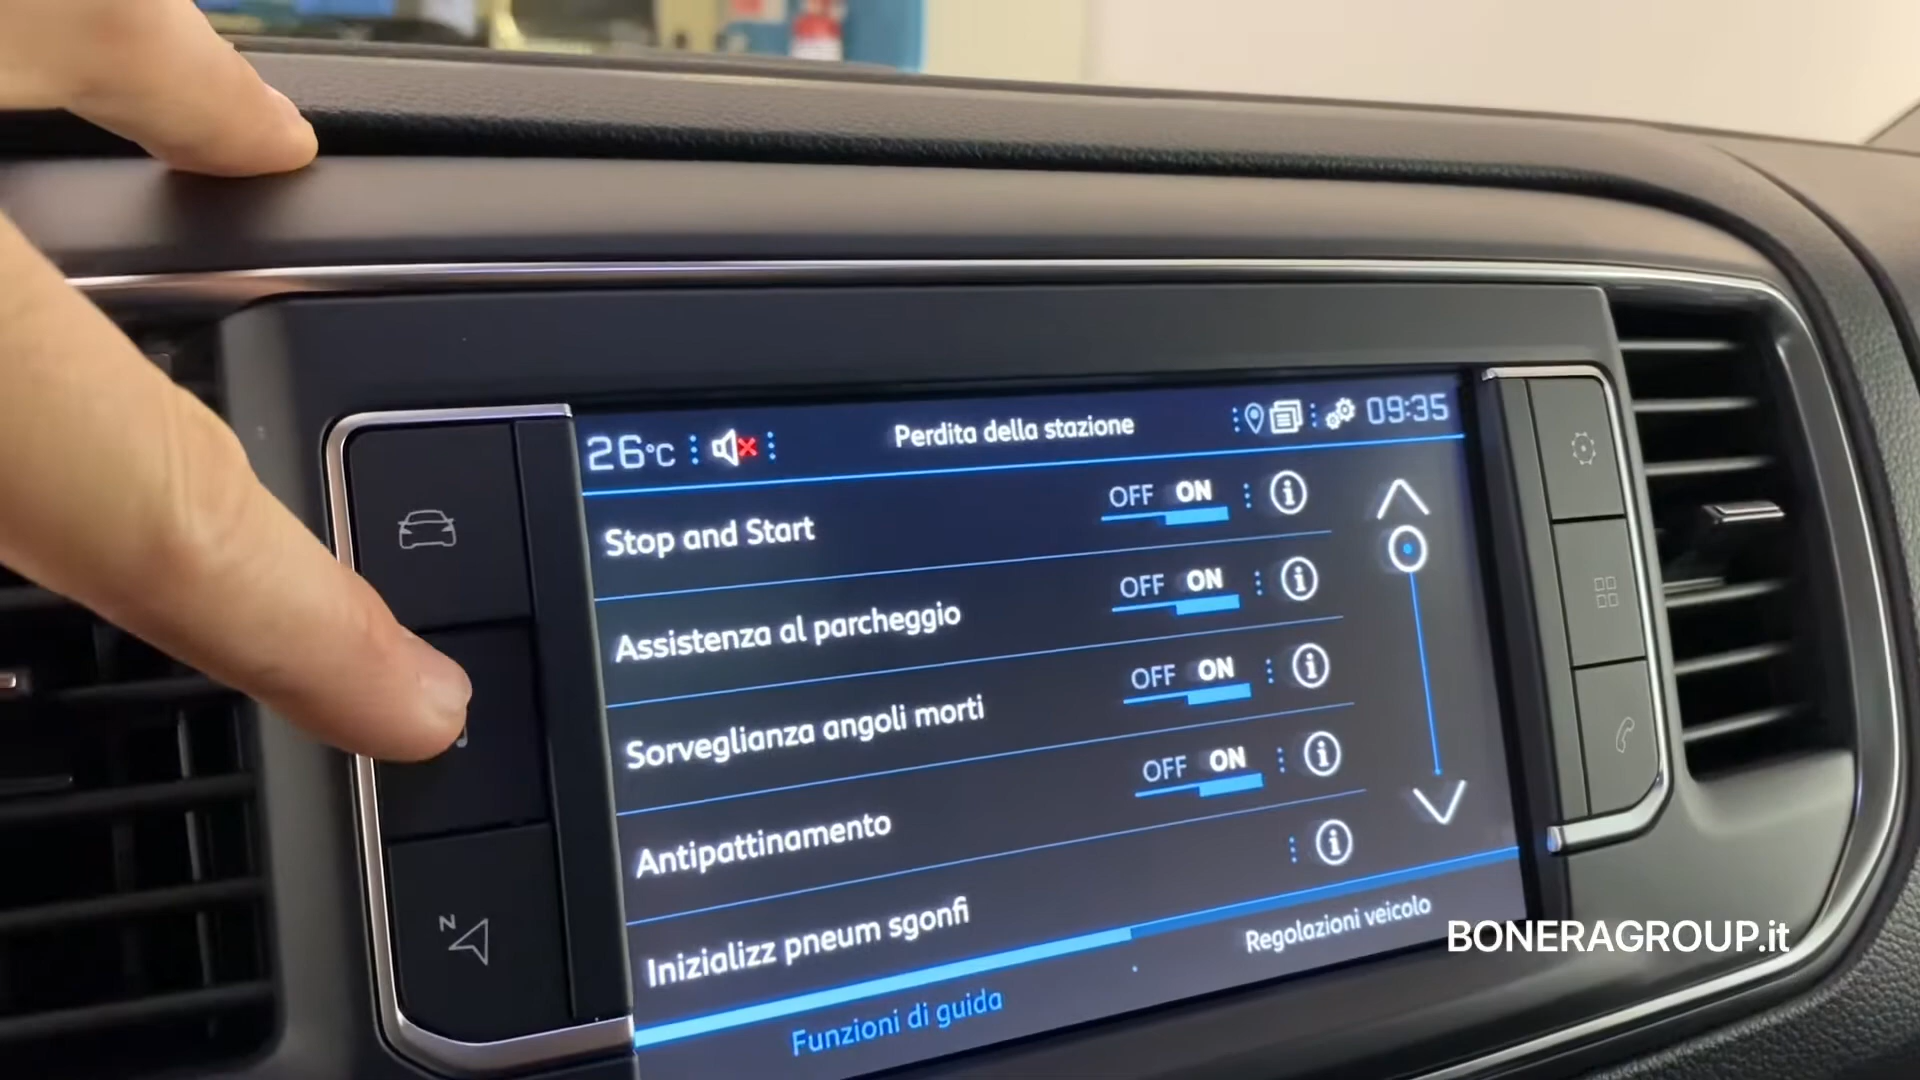 26°C
Perdita della stazione
09:35
Stop and Start
OFF ON
Assistenza al parcheggio
OFF ON
Sorveglianza angoli morti
OFF ON
Antipattinamento
OFF ON
Inizializz pneum sgonfi
Funzioni di guida
Regolazioni veicolo
N
BONERAGROUP.it